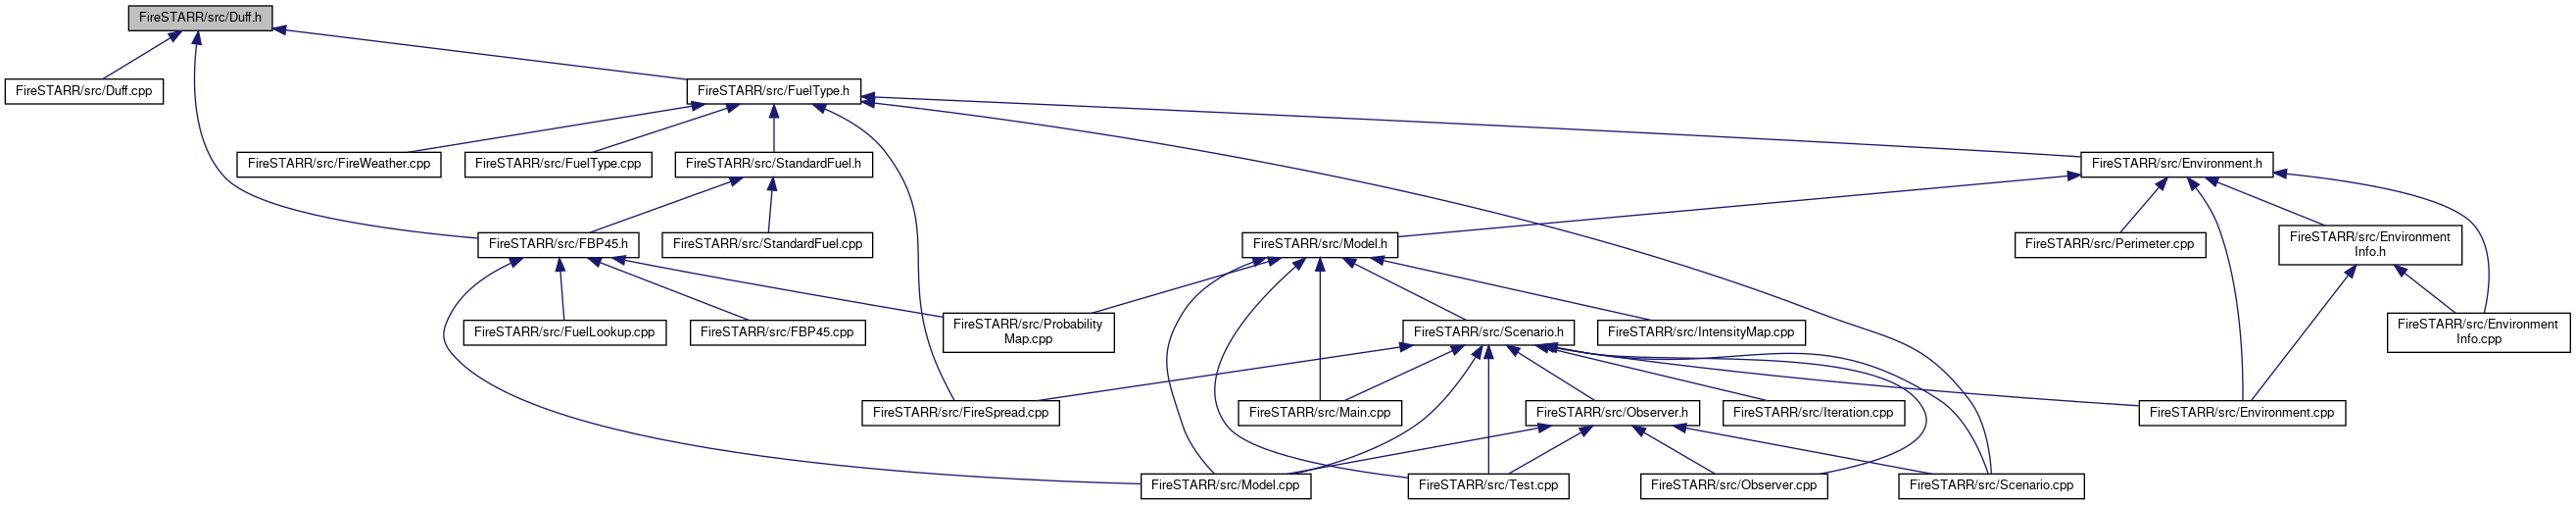 FireSTARR/src/Duff.h
FireSTARR/src/Duff.cpp
FireSTARR/src/FuelType.h
FireSTARR/src/FireWeather.cpp
FireSTARR/src/FuelType.cpp
FireSTARR/src/StandardFuel.h
FireSTARR/src/Environment.h
FireSTARR/src/FBP45.h
FireSTARR/src/StandardFuel.cpp
FireSTARR/src/Model.h
FireSTARR/src/Perimeter.cpp
FireSTARR/src/Environment
Info.h
FireSTARR/src/FuelLookup.cpp
FireSTARR/src/FBP45.cpp
FireSTARR/src/Probability
Map.cpp
FireSTARR/src/Scenario.h
FireSTARR/src/IntensityMap.cpp
FireSTARR/src/Environment
Info.cpp
FireSTARR/src/FireSpread.cpp
FireSTARR/src/Main.cpp
FireSTARR/src/Observer.h
FireSTARR/src/Iteration.cpp
FireSTARR/src/Environment.cpp
FireSTARR/src/Model.cpp
FireSTARR/src/Test.cpp
FireSTARR/src/Observer.cpp
FireSTARR/src/Scenario.cpp